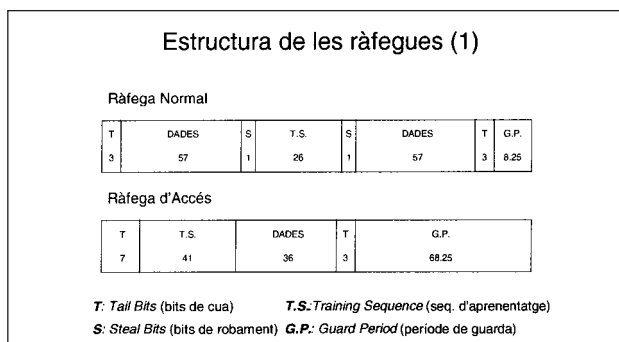 Estructura de les ràfegues (1)
Ràfega Normal
T DADES S T.S. S DADES T G.P.
3 57 1 26 1 57 3 8.25
Ràfega d'Accés
T T.S. DADES T G.P.
7 41 36 3 68.25
T: Tail Bits (bits de cua) T.S.:Training Sequence (seq. d'aprenentatge)
S: Steal Bits (bits de robament) G.P.: Guard Period (període de guarda)